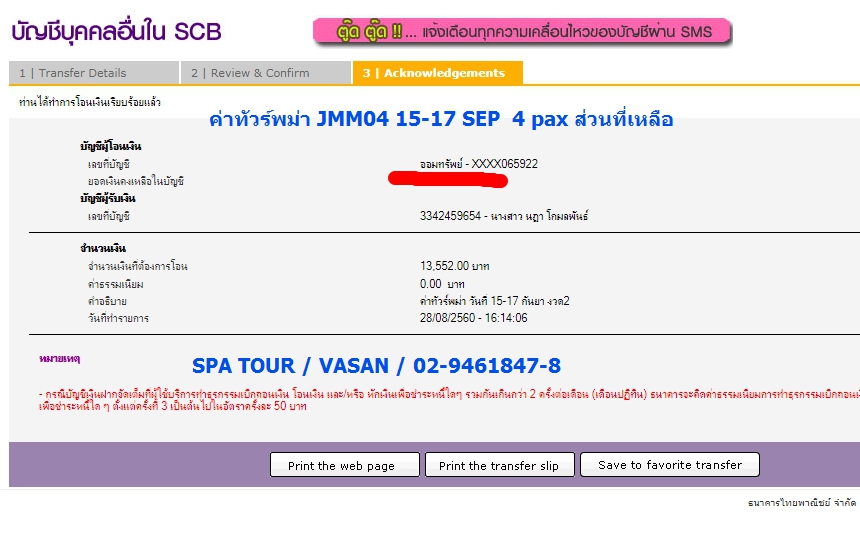 บัญชีบุคคลอื่นใน SCB
ตู๊ด ตู๊ด !! ... แจ้งเตือนทุกความเคลื่อนไหวของบัญชีผ่าน SMS
1 | Transfer Details 2 | Review & Confirm 3 | Acknowledgements
ท่านได้ทำการโอนเงินเรียบร้อยแล้ว
ค่าทัวร์พม่า JMM04 15-17 SEP 4 pax ส่วนที่เหลือ
บัญชีผู้โอนเงิน
เลขที่บัญชี ออมทรัพย์ - XXXX065922
ยอดเงินคงเหลือในบัญชี
บัญชีผู้รับเงิน
เลขที่บัญชี 3342459654 - นางสาว นฎา โกมลพันธ์
จำนวนเงิน
จำนวนเงินที่ต้องการโอน 13,552.00 บาท
ค่าธรรมเนียม 0.00 บาท
คำอธิบาย ค่าทัวร์พม่า วันที่ 15-17 กันยา งวด2
วันที่ทำรายการ 28/08/2560 - 16:14:06
หมายเหตุ
SPA TOUR / VASAN / 02-9461847-8
- กรณีบัญชีเงินฝากจัดเต็มที่ผู้ใช้บริการทำธุรกรรมเบิกถอนเงิน โอนเงิน และ/หรือ หักเงินเพื่อชำระหนี้ใดๆ รวมกันเกินกว่า 2 ครั้งต่อเดือน (เดือนปฏิทิน) ธนาคารจะคิดค่าธรรมเนียมการทำธุรกรรมเบิกถอนเงิน
เพื่อชำระหนี้ใด ๆ ตั้งแต่ครั้งที่ 3 เป็นต้นไปในอัตราครั้งละ 50 บาท
Print the web page Print the transfer slip Save to favorite transfer
ธนาคารไทยพาณิชย์ จำกัด